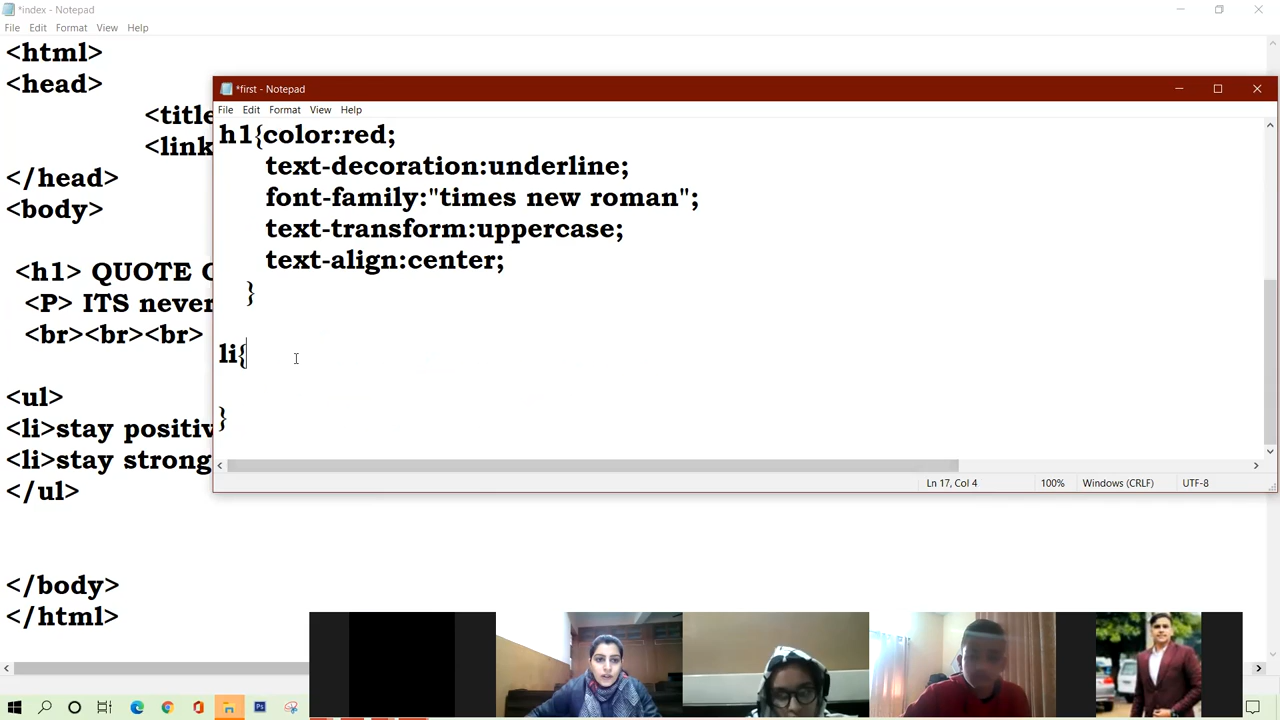 *index - Notepad
File Edit Format View Help
<html>
<head>
<title
<link
</head>
<body>
<h1> QUOTE
<P> ITS never
<br><br><br>
<ul>
<li>stay positiv
<li>stay strong
</ul>
</body>
</html>
*first - Notepad
File Edit Format View Help
h1{color:red;
text-decoration:underline;
font-family:"times new roman";
text-transform:uppercase;
text-align:center;
}
li{
}
Ln 17, Col 4 100% Windows (CRLF) UTF-8